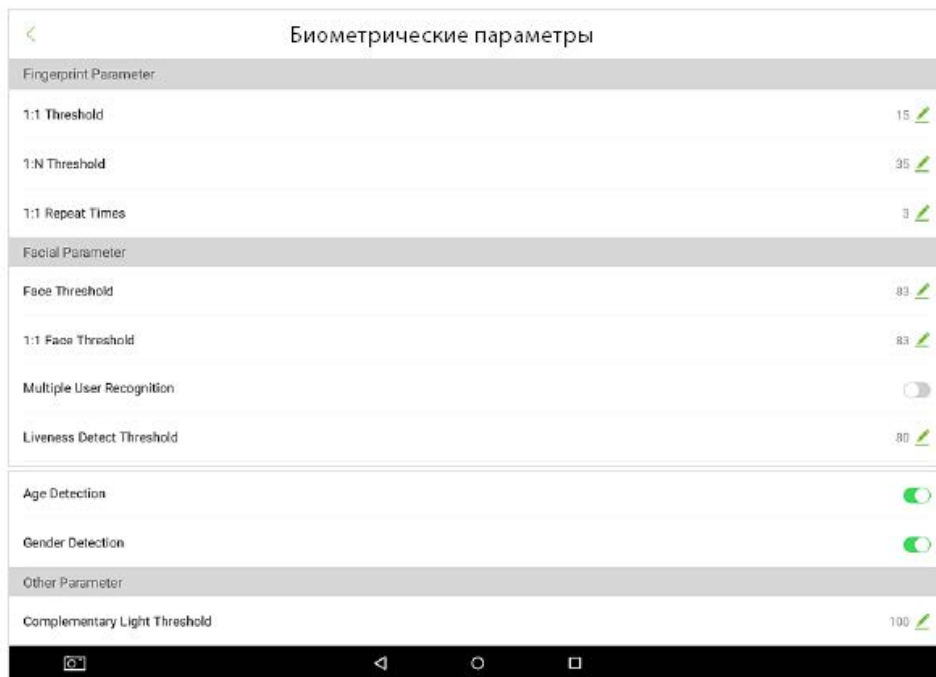 Биометрические параметры
Fingerprint Parameter
1:1 Threshold 15
1:N Threshold 35
1:1 Repeat Times 3
Facial Parameter
Face Threshold 83
1:1 Face Threshold 83
Multiple User Recognition
Liveness Detect Threshold 80
Age Detection
Gender Detection
Other Parameter
Complementary Light Threshold 100